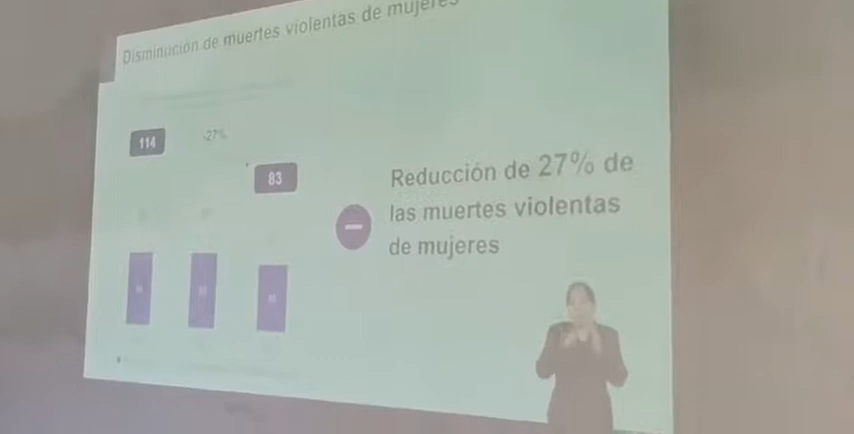 Disminución de muertes violentas de mujeres
114
-27%
83
Reducción de 27% de
las muertes violentas
de mujeres